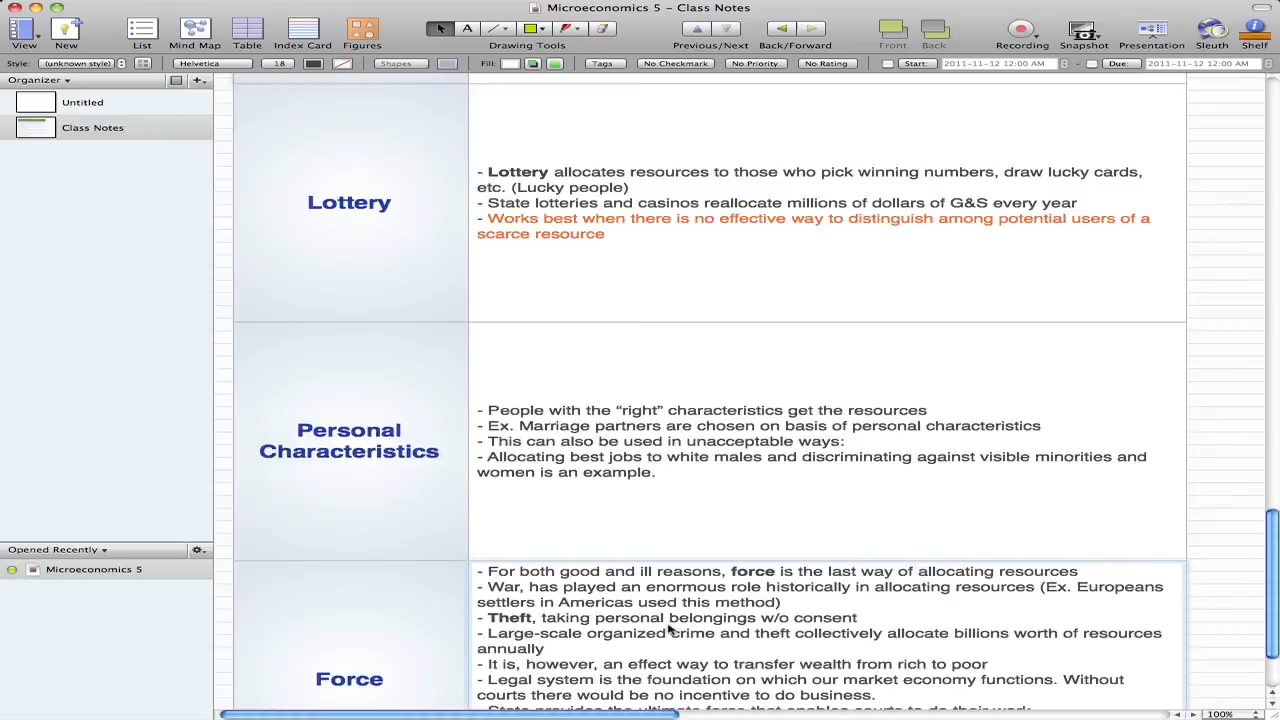 Microeconomics 5 – Class Notes
View New List Mind Map Table Index Card Figures Drawing Tools Previous/Next Back/Forward Front Back Recording Snapshot Presentation Sleuth Shelf
Style: (unknown style) Helvetica 18 Shapes Fill: Tags No Checkmark No Priority No Rating Start: 2011-11-12 12:00 AM Due: 2011-11-12 12:00 AM
Organizer
Untitled
Class Notes
Lottery
- Lottery allocates resources to those who pick winning numbers, draw lucky cards,
etc. (Lucky people)
- State lotteries and casinos reallocate millions of dollars of G&S every year
- Works best when there is no effective way to distinguish among potential users of a
scarce resource
Personal
Characteristics
- People with the “right” characteristics get the resources
- Ex. Marriage partners are chosen on basis of personal characteristics
- This can also be used in unacceptable ways:
- Allocating best jobs to white males and discriminating against visible minorities and
women is an example.
Opened Recently
Microeconomics 5
Force
- For both good and ill reasons, force is the last way of allocating resources
- War, has played an enormous role historically in allocating resources (Ex. Europeans
settlers in Americas used this method)
- Theft, taking personal belongings w/o consent
- Large-scale organized crime and theft collectively allocate billions worth of resources
annually
- It is, however, an effect way to transfer wealth from rich to poor
- Legal system is the foundation on which our market economy functions. Without
courts there would be no incentive to do business.
- State provides the ultimate force that enables courts to do their work
100%